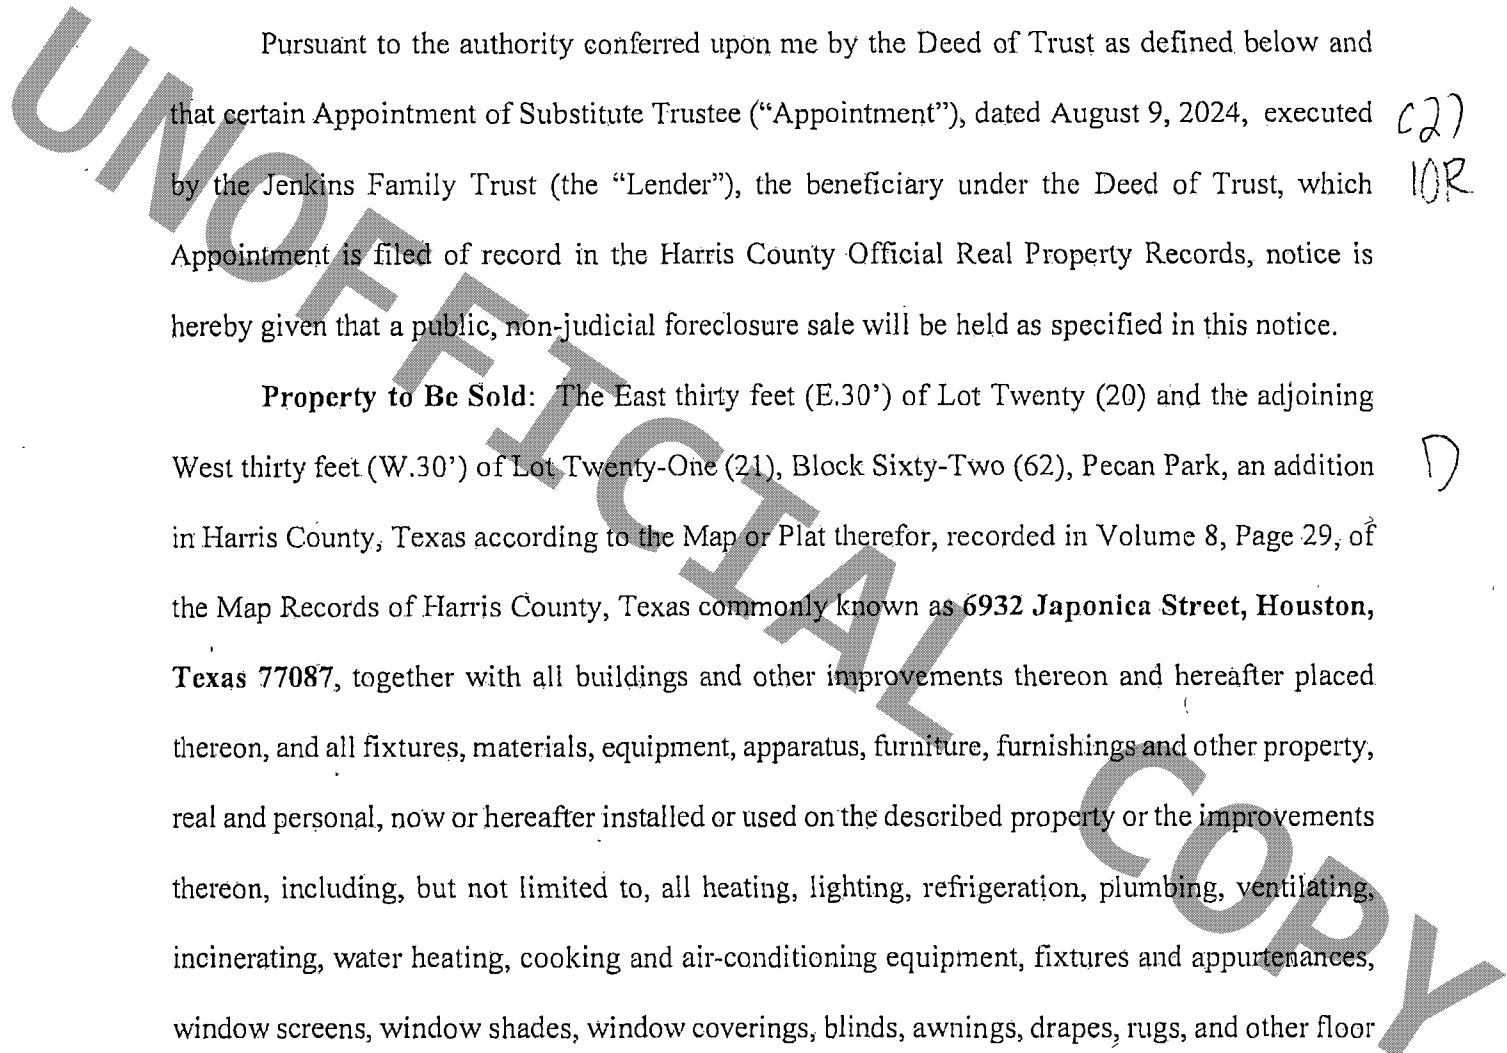 Pursuant to the authority conferred upon me by the Deed of Trust as defined below and
that certain Appointment of Substitute Trustee (“Appointment”), dated August 9, 2024, executed
(2)
by the Jenkins Family Trust (the “Lender”), the beneficiary under the Deed of Trust, which
10R
Appointment is filed of record in the Harris County Official Real Property Records, notice is
hereby given that a public, non-judicial foreclosure sale will be held as specified in this notice.
Property to Be Sold: The East thirty feet (E.30’) of Lot Twenty (20) and the adjoining
West thirty feet (W.30’) of Lot Twenty-One (21), Block Sixty-Two (62), Pecan Park, an addition
D
in Harris County, Texas according to the Map or Plat therefor, recorded in Volume 8, Page 29, of
the Map Records of Harris County, Texas commonly known as 6932 Japonica Street, Houston,
Texas 77087, together with all buildings and other improvements thereon and hereafter placed
thereon, and all fixtures, materials, equipment, apparatus, furniture, furnishings and other property,
real and personal, now or hereafter installed or used on the described property or the improvements
thereon, including, but not limited to, all heating, lighting, refrigeration, plumbing, ventilating,
incinerating, water heating, cooking and air-conditioning equipment, fixtures and appurtenances,
window screens, window shades, window coverings, blinds, awnings, drapes, rugs, and other floor
UNOFFICIAL COPY